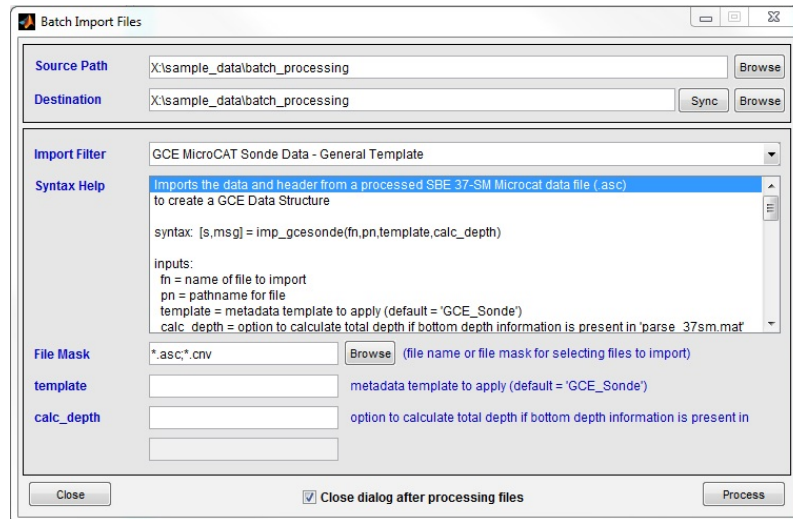 Batch Import Files
Source Path X:\sample_data\batch_processing Browse
Destination X:\sample_data\batch_processing Sync Browse
Import Filter GCE MicroCAT Sonde Data - General Template
Syntax Help Imports the data and header from a processed SBE 37-SM Microcat data file (.asc)
to create a GCE Data Structure
syntax: [s,msg] = imp_gcesonde(fn,pn,template,calc_depth)
inputs:
fn = name of file to import
pn = pathname for file
template = metadata template to apply (default = 'GCE_Sonde')
calc_depth = option to calculate total depth if bottom depth information is present in 'parse_37sm.mat'
File Mask *.asc;*.cnv Browse (file name or file mask for selecting files to import)
template metadata template to apply (default = 'GCE_Sonde')
calc_depth option to calculate total depth if bottom depth information is present in
Close Close dialog after processing files Process